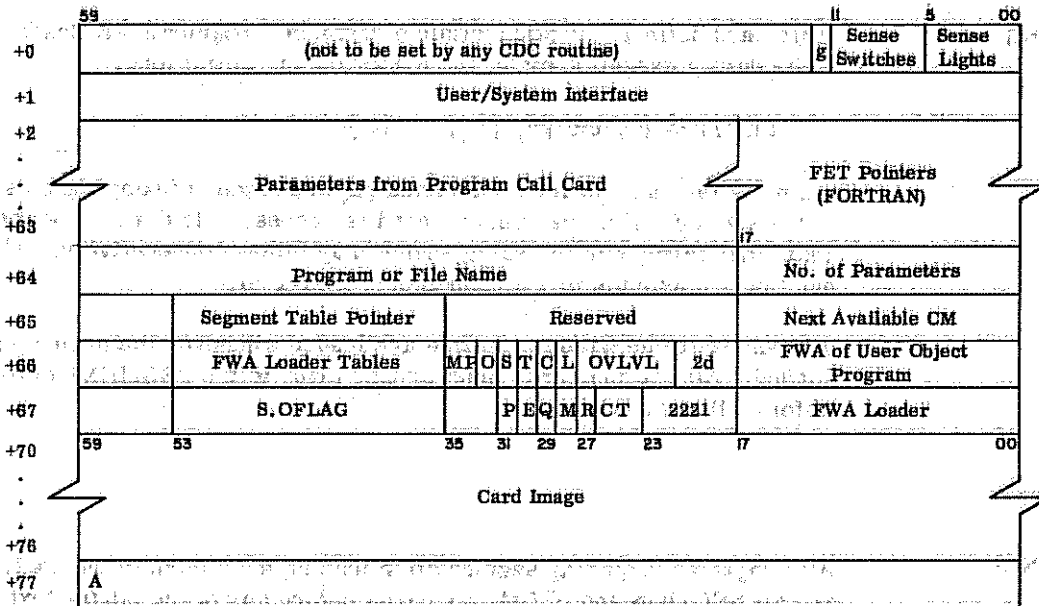 59 11 5 00
+0 (not to be set by any CDC routine) g Sense Switches Sense Lights
+1 User/System Interface
+2
.
. Parameters from Program Call Card FET Pointers (FORTRAN)
.
+63 17
+64 Program or File Name No. of Parameters
+65 Segment Table Pointer Reserved Next Available CM
+66 FWA Loader Tables MP O S T C L OVLVL 2d FWA of User Object Program
+67 S.OFLAG P E Q M R CT 2221 FWA Loader
+70 59 53 35 31 29 27 23 17 00
.
. Card Image
.
+76
+77 A